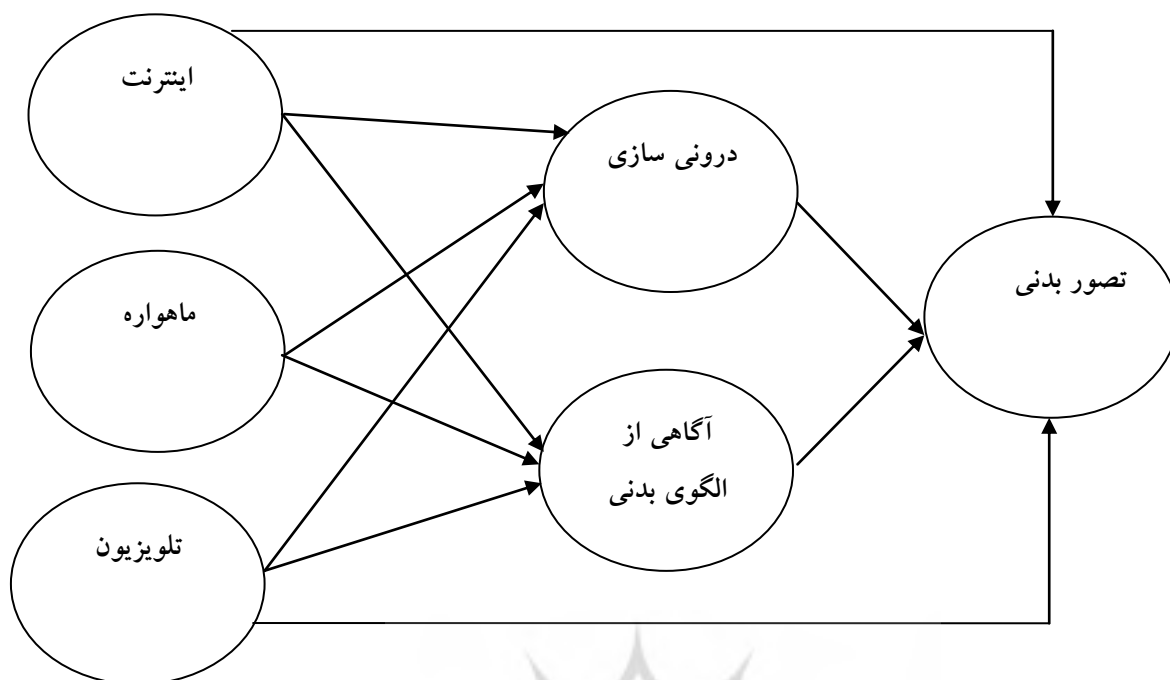 اینترنت
درونی سازی
تصور بدنی
ماهواره
آگاهی از
الگوی بدنی
تلویزیون